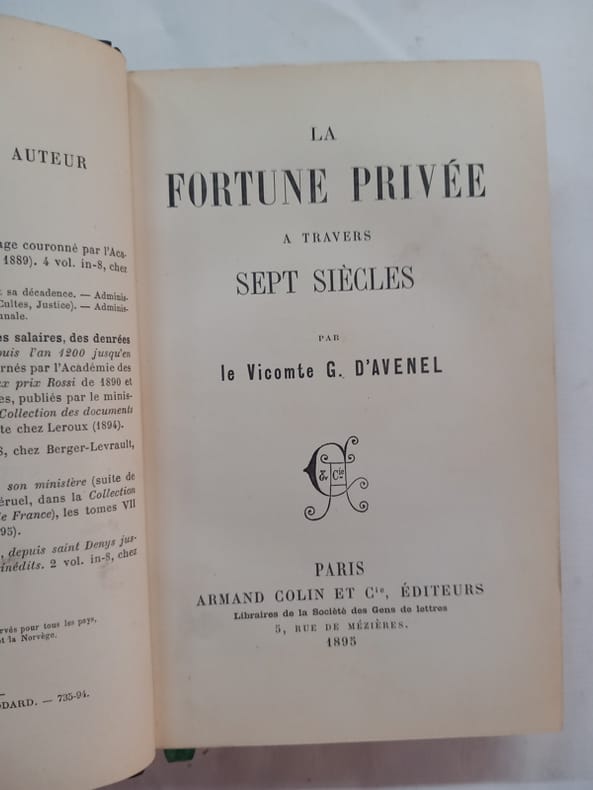 AUTEUR
age couronné par l'Aca-
1889). 4 vol. in-8, chez
sa décadence. — Adminis-
Cultes, Justice). — Adminis-
nale.
es salaires, des denrées
puis l'an 1200 jusqu'en
rnés par l'Académie des
x prix Rossi de 1890 et
es, publiés par le minis-
Collection des documents
te chez Leroux (1894).
8, chez Berger-Levrault,
son ministère (suite de
éruel, dans la Collection
e France), les tomes VII
95).
, depuis saint Denys jus-
inédits. 2 vol. in-8, chez
rvés pour tous les pays,
t la Norvège.
ODARD. — 735-94.
LA
FORTUNE PRIVÉE
A TRAVERS
SEPT SIÈCLES
PAR
le Vicomte G. D'AVENEL
& Cie
PARIS
ARMAND COLIN ET Cie, ÉDITEURS
Libraires de la Société des Gens de lettres
5, RUE DE MÉZIÈRES.
1895